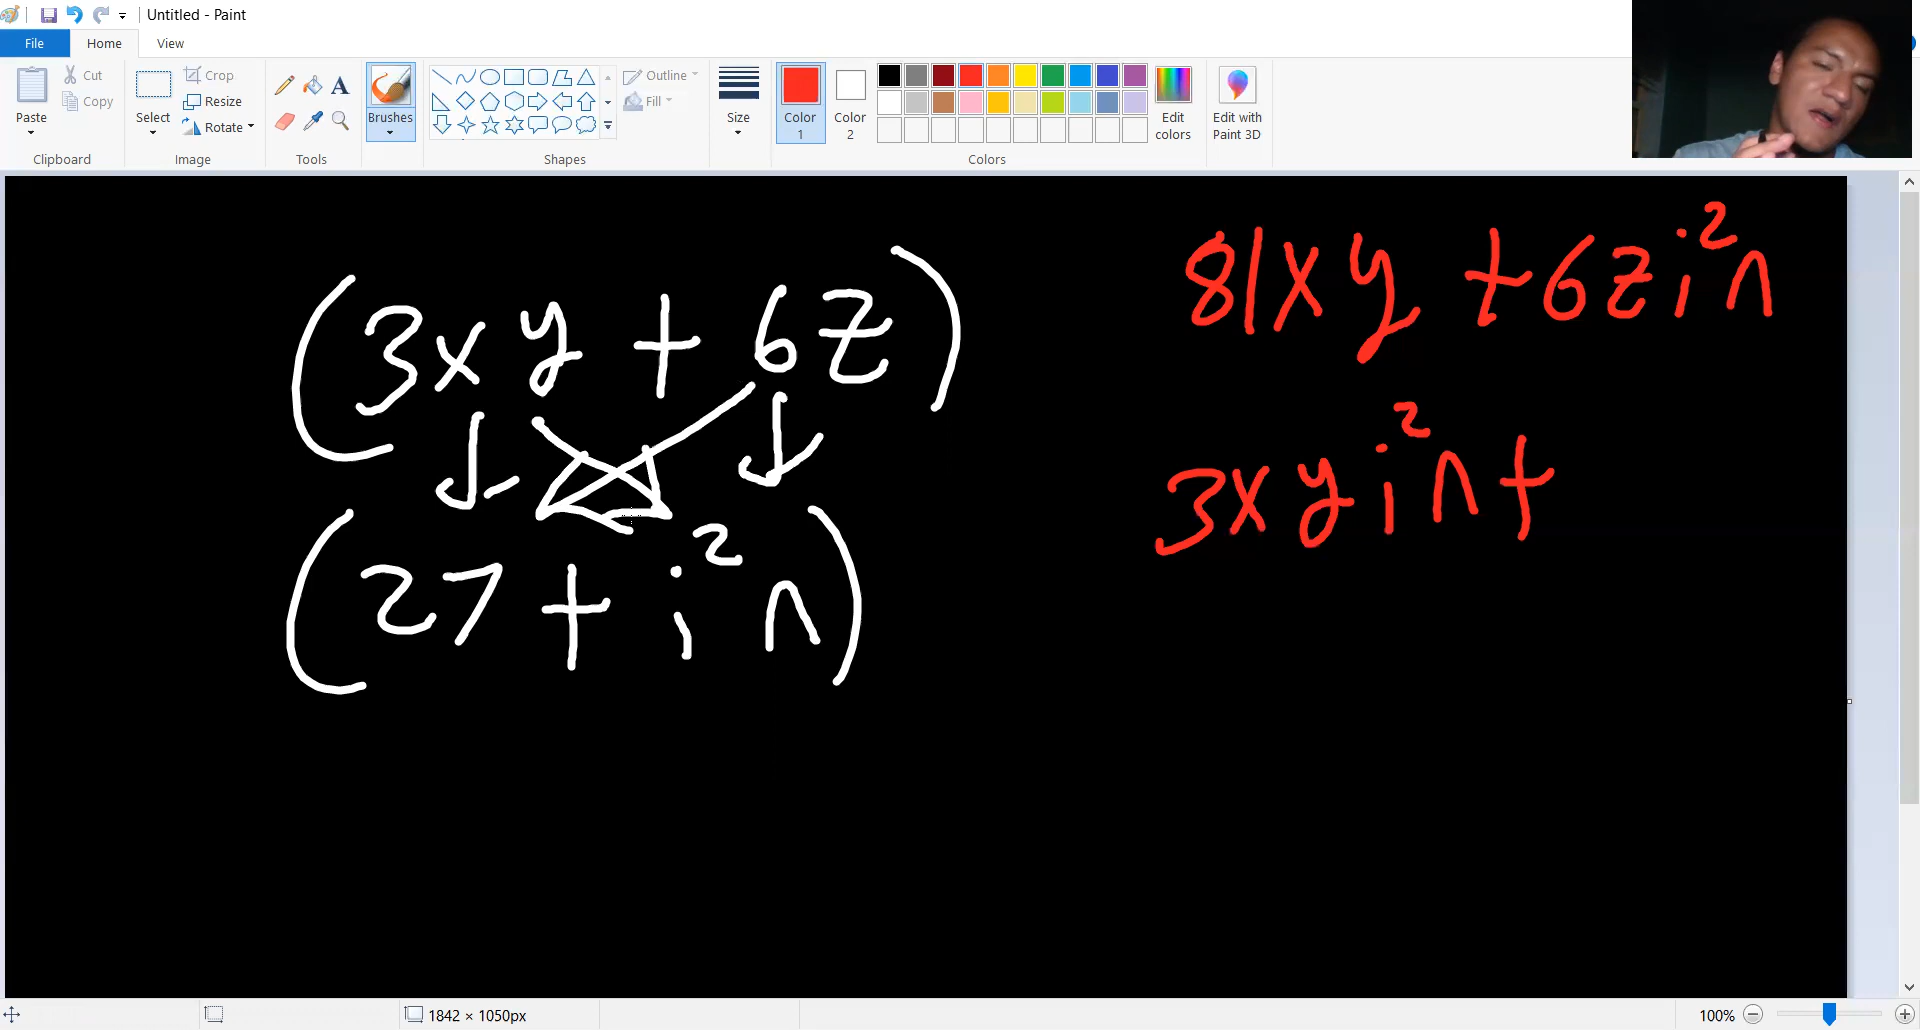 Untitled - Paint
File Home View
Paste
Cut
Copy
Clipboard
Select
Crop
Resize
Rotate
Image
Tools
Brushes
Outline
Fill
Shapes
Size
Color 1
Color 2
Edit colors
Colors
Edit with Paint 3D
(3xy + 6z)
(27 + i²n)
81xy + 6zi²n
3xyi²n +
1842 × 1050px
100%